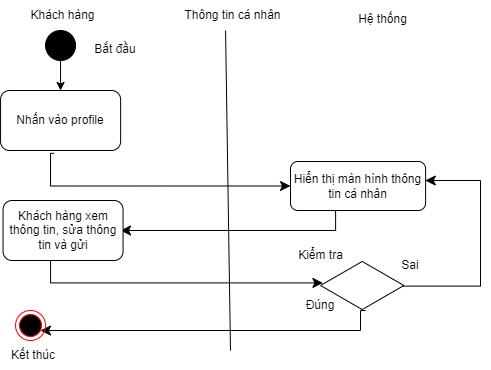 Khách hàng
Thông tin cá nhân
Hệ thống
Bắt đầu
Nhấn vào profile
Hiển thị màn hình thông
tin cá nhân
Khách hàng xem
thông tin, sửa thông
tin và gửi
Kiểm tra
Sai
Đúng
Kết thúc